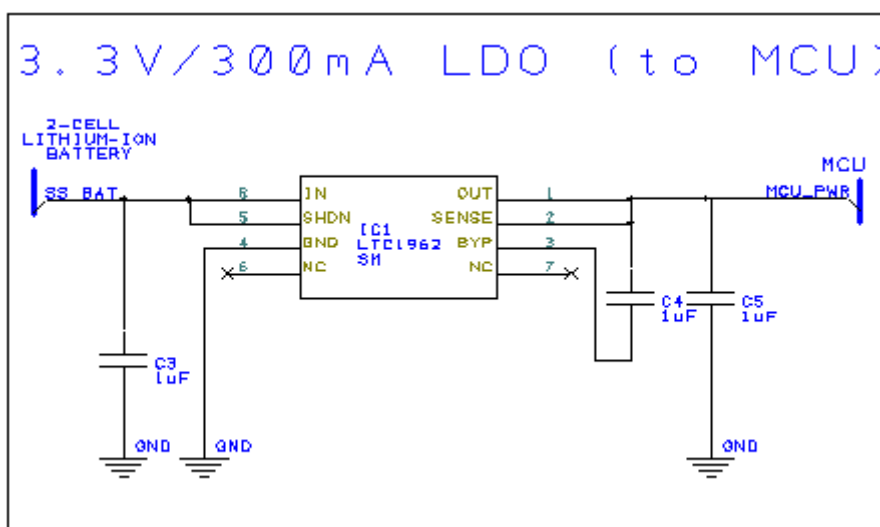 3.3V/300mA LDO (to MCU)
2-CELL
LITHIUM-ION
BATTERY
SS_BAT
MCU
MCU_PWR
8 IN OUT 1
5 SHDN SENSE 2
4 GND BYP 3
6 NC NC 7
IC1
LTC1962
SM
C3
1uF
C4
1uF
C5
1uF
GND
GND
GND